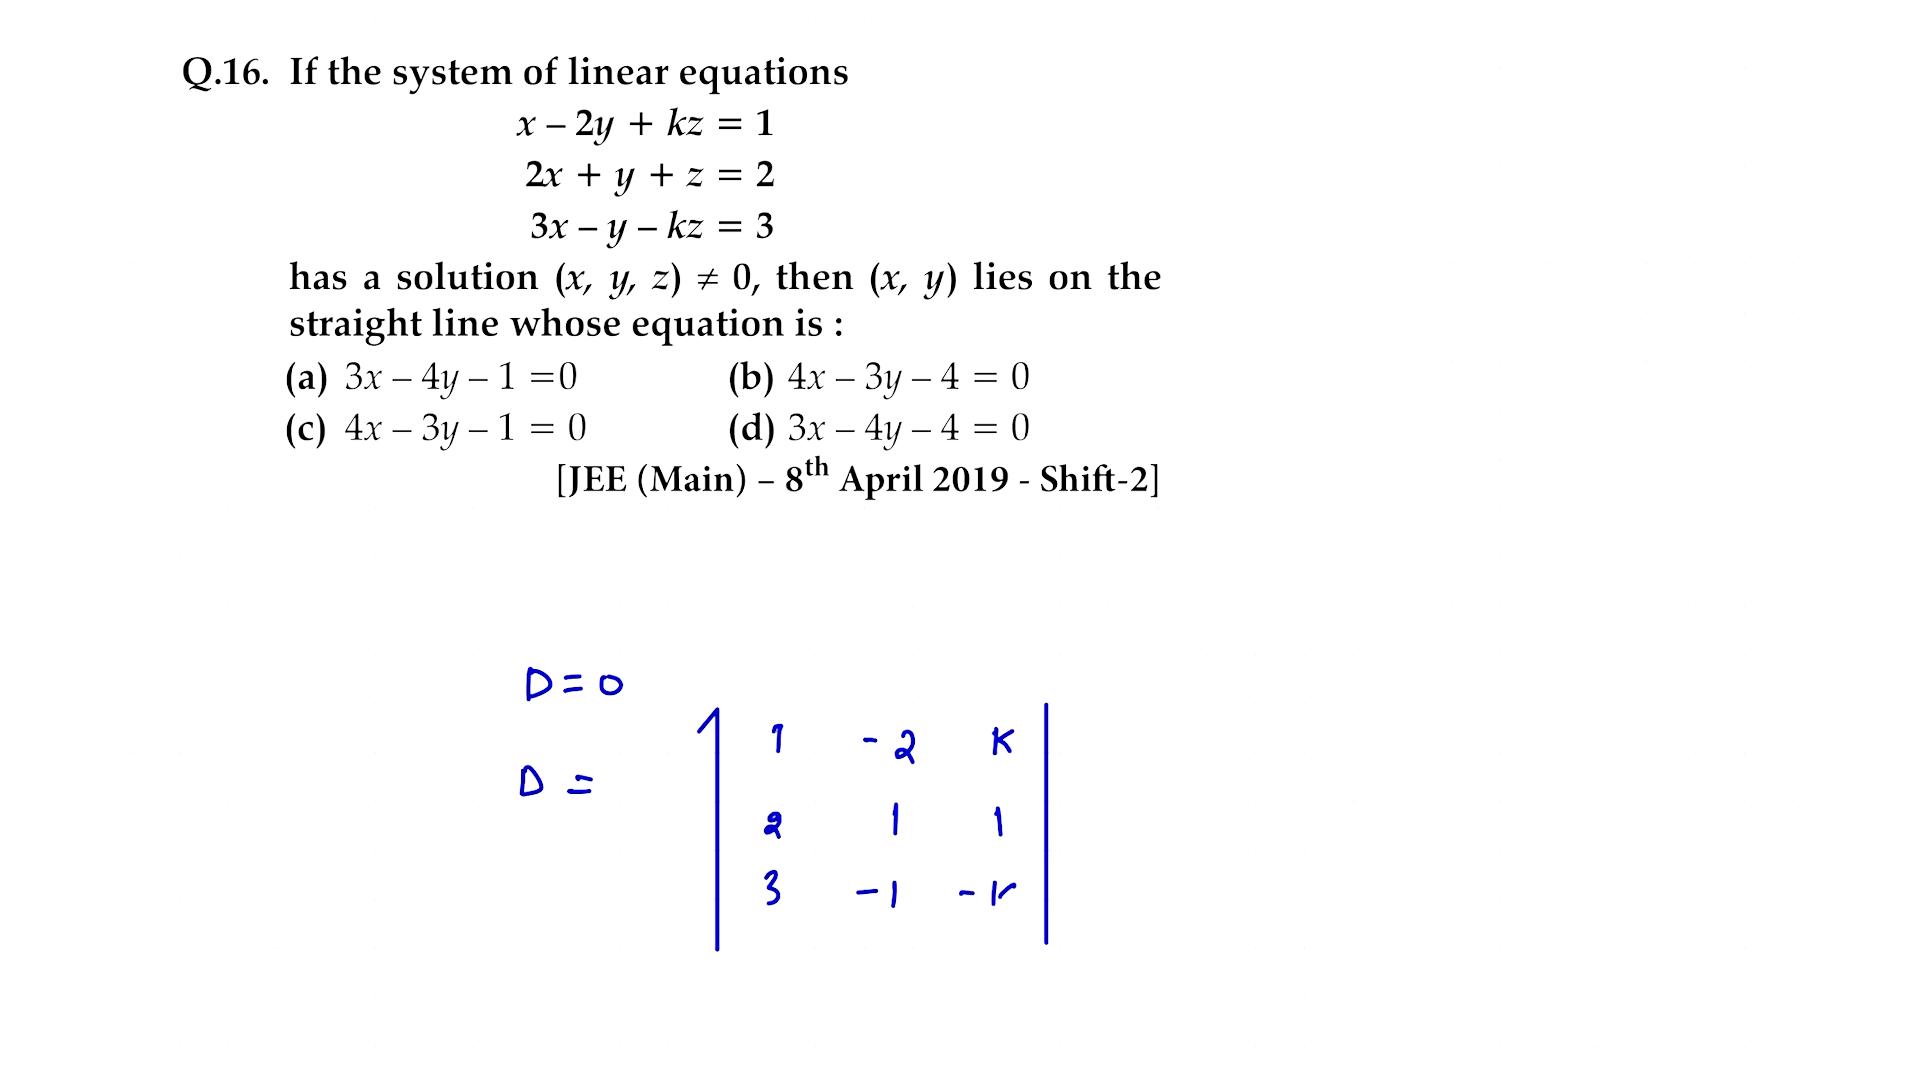 Q.16. If the system of linear equations
x – 2y + kz = 1
2x + y + z = 2
3x – y – kz = 3
has a solution (x, y, z) ≠ 0, then (x, y) lies on the
straight line whose equation is :
(a) 3x – 4y – 1 =0 (b) 4x – 3y – 4 = 0
(c) 4x – 3y – 1 = 0 (d) 3x – 4y – 4 = 0
[JEE (Main) – 8th April 2019 - Shift-2]
D = 0
1 -2 K
D =
2 1 1
3 -1 -K